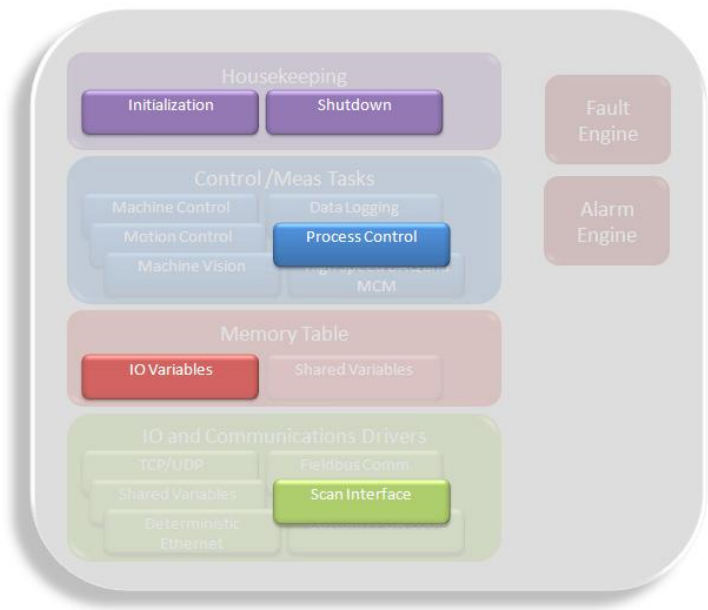 Housekeeping
Initialization
Shutdown
Fault
Engine
Control /Meas Tasks
Machine Control
Data Logging
Alarm
Engine
Motion Control
Process Control
Machine Vision
MCM
Memory Table
IO Variables
Shared Variables
IO and Communications Drivers
TCP/UDP
Fieldbus Comm
Shared Variables
Scan Interface
Deterministic
Ethernet